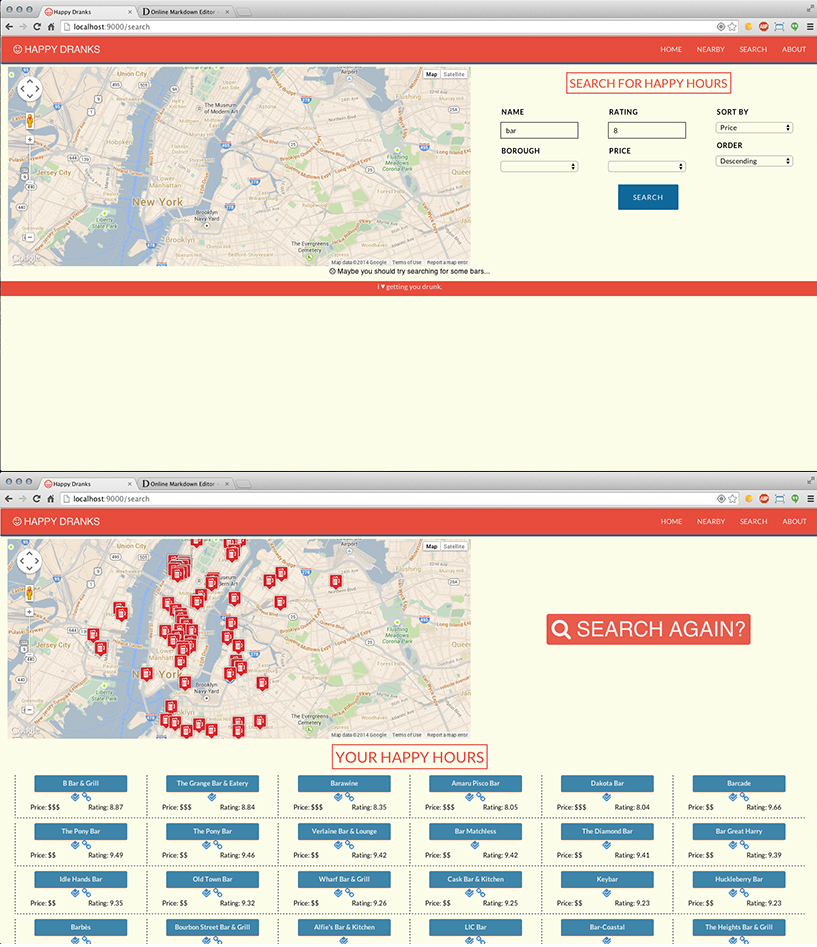 Happy Dranks
Online Markdown Editor -
localhost:9000/search
HAPPY DRANKS
HOME NEARBY SEARCH ABOUT
Map Satellite
Union City
Airport
The Museum
of Modern Art
Hoboken
Jersey City
Lower
Manhattan
New York
Liberty
State Park
Brooklyn
Navy Yard
Brooklyn
Flushing
Meadows
Corona
Park
The Evergreens
Cemetery
Google
Map data ©2014 Google Terms of Use Report a map error
SEARCH FOR HAPPY HOURS
NAME RATING SORT BY
bar 8 Price
BOROUGH PRICE ORDER
Descending
SEARCH
Maybe you should try searching for some bars...
I ♥ getting you drunk.
Happy Dranks
Online Markdown Editor -
localhost:9000/search
HAPPY DRANKS
HOME NEARBY SEARCH ABOUT
Map Satellite
Union City
Airport
Jersey City
New York
Liberty
State Park
Brooklyn
Navy Yard
Flushing
Meadows
Corona
Park
The Evergreens
Cemetery
Google
Map data ©2014 Google Terms of Use Report a map error
SEARCH AGAIN?
YOUR HAPPY HOURS
B Bar & Grill The Grange Bar & Eatery Barawine Amaru Pisco Bar Dakota Bar Barcade
Price: $$$ Rating: 8.87 Price: $$$ Rating: 8.84 Price: $$$ Rating: 8.35 Price: $$$ Rating: 8.05 Price: $$$ Rating: 8.04 Price: $$ Rating: 9.66
The Pony Bar The Pony Bar Verlaine Bar & Lounge Bar Matchless The Diamond Bar Bar Great Harry
Price: $$ Rating: 9.49 Price: $$ Rating: 9.46 Price: $$ Rating: 9.42 Price: $$ Rating: 9.42 Price: $$ Rating: 9.41 Price: $$ Rating: 9.39
Idle Hands Bar Old Town Bar Wharf Bar & Grill Cask Bar & Kitchen Keybar Huckleberry Bar
Price: $$ Rating: 9.35 Price: $$ Rating: 9.32 Price: $$ Rating: 9.26 Price: $$ Rating: 9.25 Price: $$ Rating: 9.23 Price: $$ Rating: 9.23
Barbès Bourbon Street Bar & Grill Alfie's Bar & Kitchen LIC Bar Bar-Coastal The Heights Bar & Grill